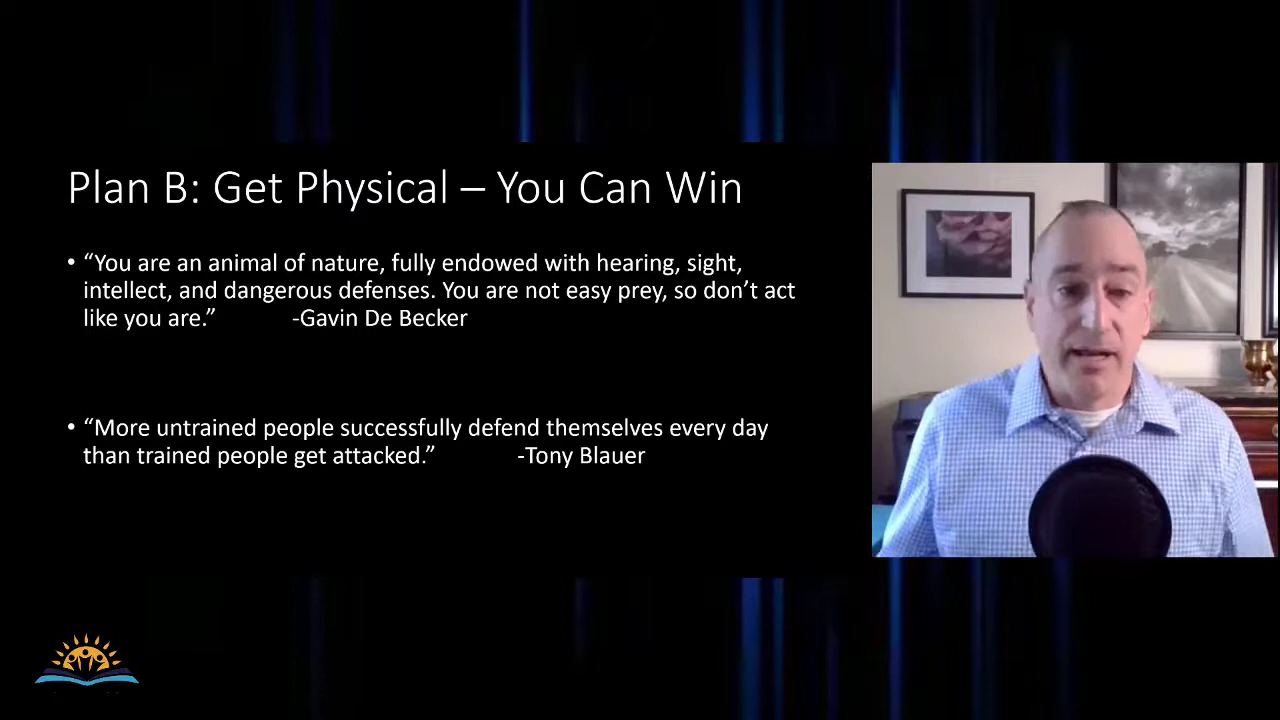 Plan B: Get Physical – You Can Win
• “You are an animal of nature, fully endowed with hearing, sight,
intellect, and dangerous defenses. You are not easy prey, so don’t act
like you are.” -Gavin De Becker
• “More untrained people successfully defend themselves every day
than trained people get attacked.” -Tony Blauer